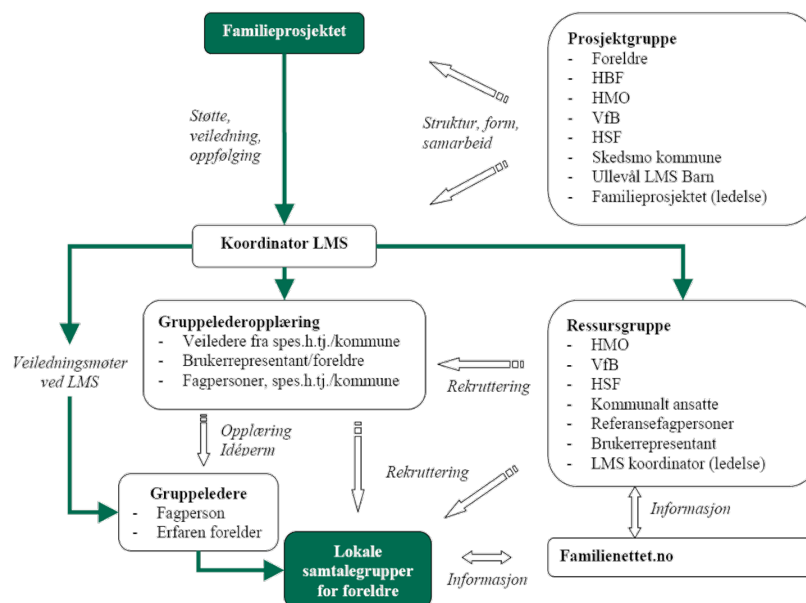 Familieprosjektet
Prosjektgruppe
- Foreldre
- HBF
- HMO
- VfB
- HSF
- Skedsmo kommune
- Ullevål LMS Barn
- Familieprosjektet (ledelse)
Støtte,
veiledning,
oppfølging
Struktur, form,
samarbeid
Koordinator LMS
Gruppelederopplæring
- Veiledere fra spes.h.tj./kommune
- Brukerrepresentant/foreldre
- Fagpersoner, spes.h.tj./kommune
Ressursgruppe
- HMO
- VfB
- HSF
- Kommunalt ansatte
- Referansefagpersoner
- Brukerrepresentant
- LMS koordinator (ledelse)
Veiledningsmøter
ved LMS
Rekruttering
Opplæring
Idéperm
Rekruttering
Gruppeledere
- Fagperson
- Erfaren forelder
Informasjon
Lokale
samtalegrupper
for foreldre
Informasjon
Familienettet.no